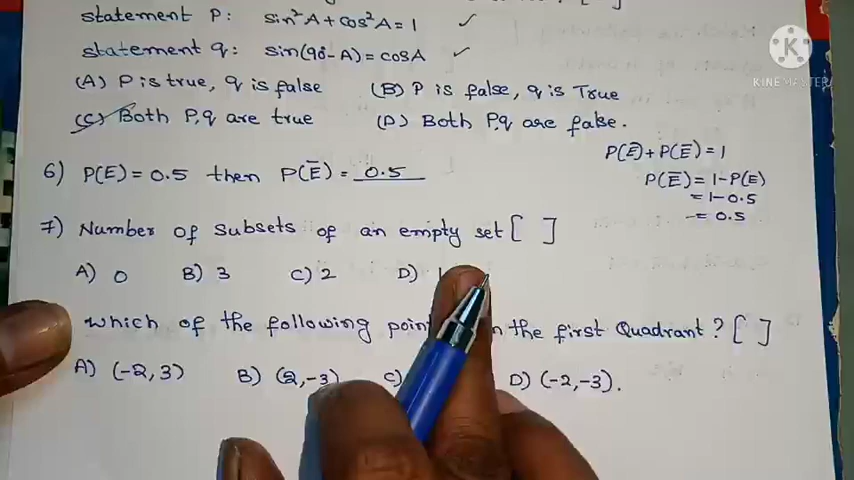 statement P: sin²A + cos²A = 1 ✓
statement q: sin(90-A) = cosA ✓
(A) P is true, q is false (B) P is false, q is True
(C) Both P,q are true (D) Both P,q are false.
6) P(E) = 0.5 then P(Ē) = 0.5
P(Ē) + P(Ē) = 1
P(Ē) = 1-P(E)
= 1-0.5
= 0.5
7) Number of subsets of an empty set [ ]
A) 0 B) 3 C) 2 D) 1
which of the following in the first Quadrant? [ ]
A) (-2,3) B) (2,-3) C) D) (-2,-3).
K
KINE MASTER